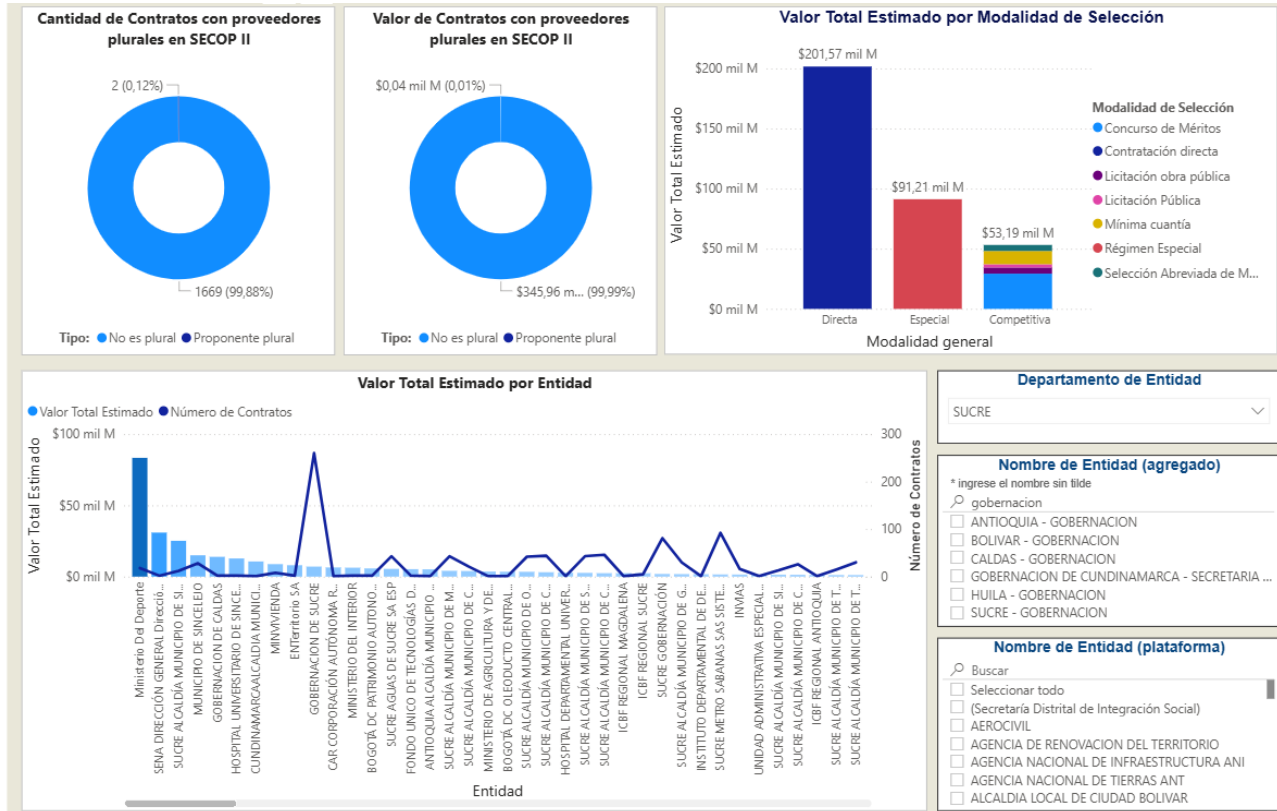 Cantidad de Contratos con proveedores
plurales en SECOP II
2 (0,12%)
1669 (99,88%)
Tipo: No es plural Proponente plural
Valor de Contratos con proveedores
plurales en SECOP II
$0,04 mil M (0,01%)
$345,96 m... (99,99%)
Tipo: No es plural Proponente plural
Valor Total Estimado por Modalidad de Selección
Valor Total Estimado
$200 mil M
$150 mil M
$100 mil M
$50 mil M
$0 mil M
$201,57 mil M
$91,21 mil M
$53,19 mil M
Directa
Especial
Competitiva
Modalidad general
Modalidad de Selección
Concurso de Méritos
Contratación directa
Licitación obra pública
Licitación Pública
Mínima cuantía
Régimen Especial
Selección Abreviada de M...
Valor Total Estimado por Entidad
Valor Total Estimado Número de Contratos
Valor Total Estimado
$100 mil M
$50 mil M
$0 mil M
300
200
100
0
Número de Contratos
Ministerio Del Deporte
SENA DIRECCIÓN GENERAL Direcció...
SUCRE ALCALDÍA MUNICIPIO DE SI...
MUNICIPIO DE SINCELEJO
GOBERNACION DE CALDAS
HOSPITAL UNIVERSITARIO DE SINCE...
CUNDINAMARCAALCALDIA MUNICI...
MINVIVIENDA
ENTerritorio SA
GOBERNACION DE SUCRE
CAR CORPORACIÓN AUTÓNOMA R...
MINISTERIO DEL INTERIOR
BOGOTÁ DC PATRIMONIO AUTONO...
SUCRE AGUAS DE SUCRE SA ESP
FONDO UNICO DE TECNOLOGÍAS D...
ANTIOQUIA ALCALDÍA MUNICIPIO ...
SUCRE ALCALDÍA MUNICIPIO DE M...
SUCRE ALCALDÍA MUNICIPIO DE C...
MINISTERIO DE AGRICULTURA Y DE...
BOGOTÁ DC OLEODUCTO CENTRAL...
SUCRE ALCALDÍA MUNICIPIO DE O...
SUCRE ALCALDÍA MUNICIPIO DE C...
HOSPITAL DEPARTAMENTAL UNIVER...
SUCRE ALCALDÍA MUNICIPIO DE S...
SUCRE ALCALDÍA MUNICIPIO DE C...
ICBF REGIONAL MAGDALENA
ICBF REGIONAL SUCRE
SUCRE GOBERNACIÓN
SUCRE ALCALDÍA MUNICIPIO DE G...
INSTITUTO DEPARTAMENTAL DE DE...
SUCRE METRO SABANAS SAS SISTE...
INVIAS
UNIDAD ADMINISTRATIVA ESPECIAL...
SUCRE ALCALDÍA MUNICIPIO DE SI...
SUCRE ALCALDÍA MUNICIPIO DE C...
ICBF REGIONAL ANTIOQUIA
SUCRE ALCALDÍA MUNICIPIO DE T...
SUCRE ALCALDÍA MUNICIPIO DE T...
Entidad
Departamento de Entidad
SUCRE
Nombre de Entidad (agregado)
* ingrese el nombre sin tilde
gobernacion
ANTIOQUIA - GOBERNACION
BOLIVAR - GOBERNACION
CALDAS - GOBERNACION
GOBERNACION DE CUNDINAMARCA - SECRETARIA ...
HUILA - GOBERNACION
SUCRE - GOBERNACION
Nombre de Entidad (plataforma)
Buscar
Seleccionar todo
(Secretaría Distrital de Integración Social)
AEROCIVIL
AGENCIA DE RENOVACION DEL TERRITORIO
AGENCIA NACIONAL DE INFRAESTRUCTURA ANI
AGENCIA NACIONAL DE TIERRAS ANT
ALCALDIA LOCAL DE CIUDAD BOLIVAR